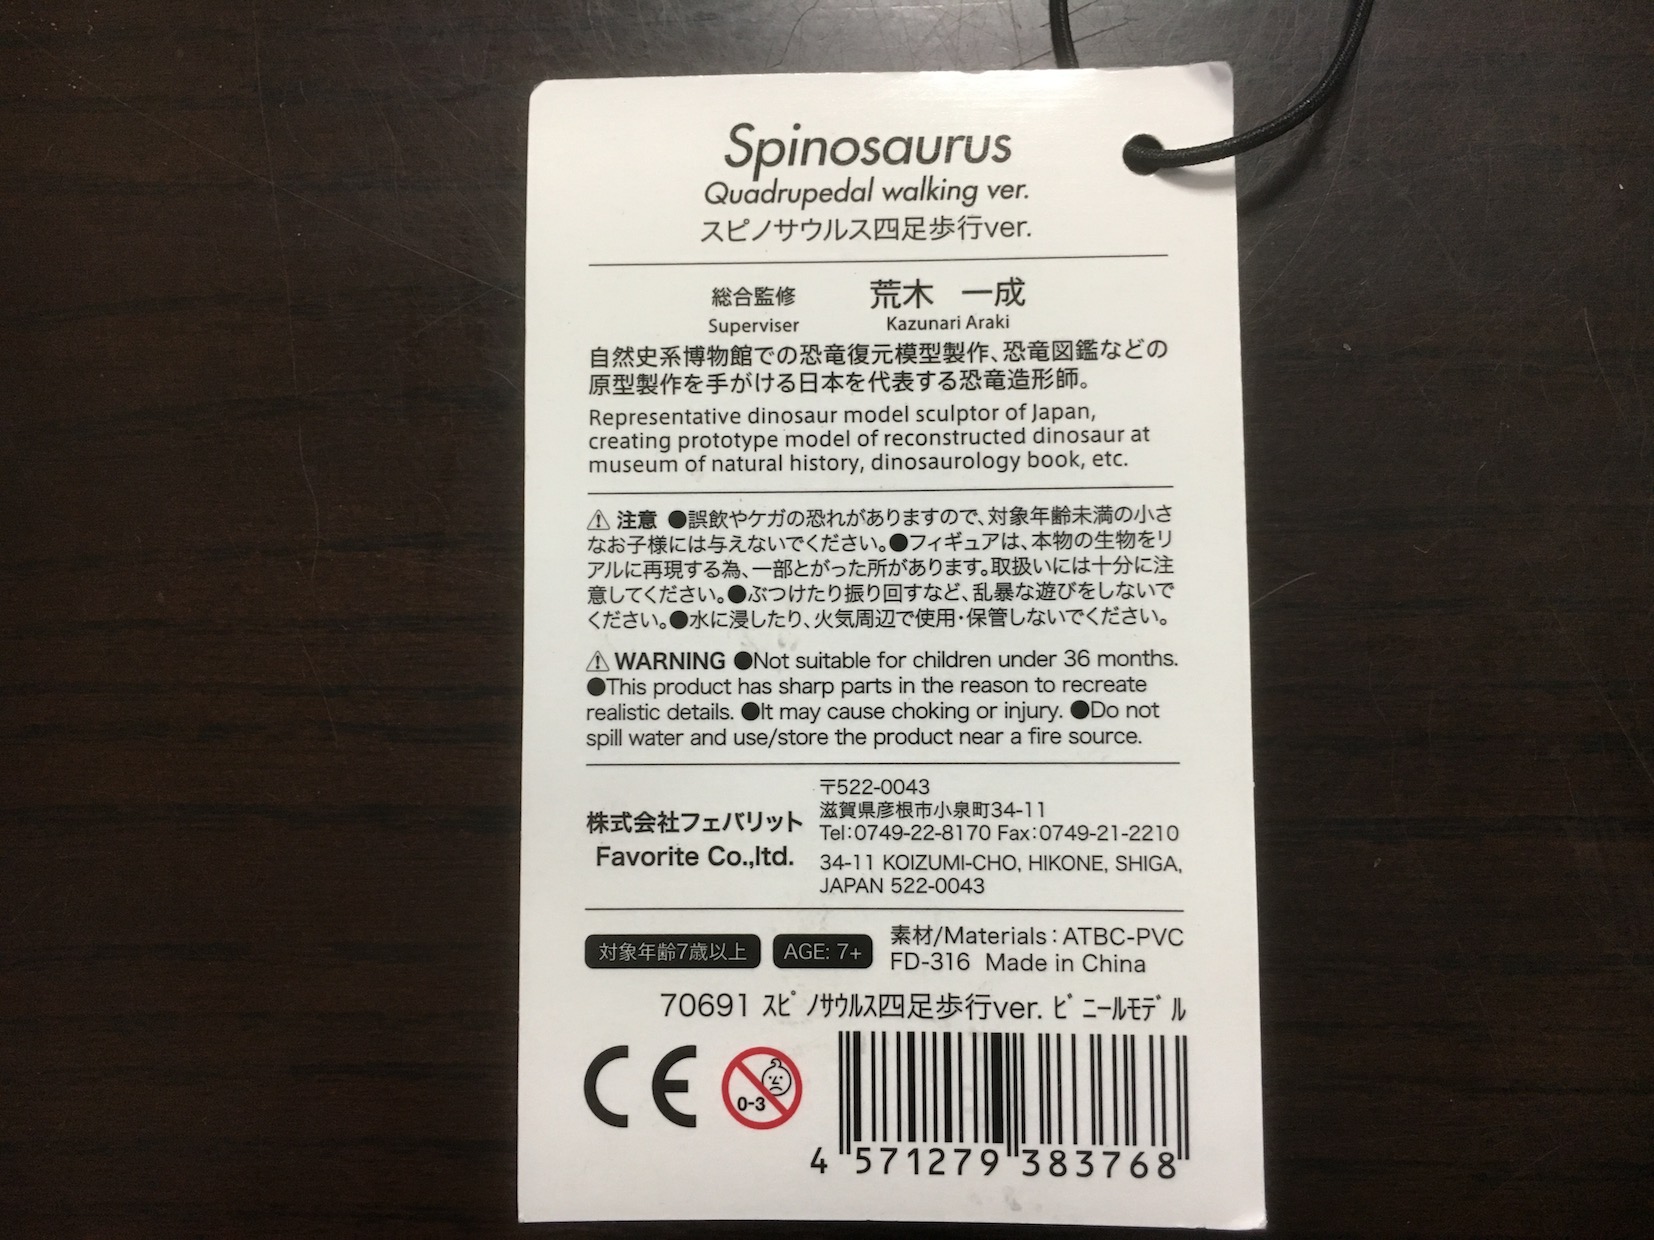 Spinosaurus
Quadrupedal walking ver.
スピノサウルス四足歩行ver.
総合監修 荒木 一成
Superviser Kazunari Araki
自然史系博物館での恐竜復元模型製作、恐竜図鑑などの
原型製作を手がける日本を代表する恐竜造形師。
Representative dinosaur model sculptor of Japan,
creating prototype model of reconstructed dinosaur at
museum of natural history, dinosaurology book, etc.
⚠ 注意 ●誤飲やケガの恐れがありますので、対象年齢未満の小さ
なお子様には与えないでください。●フィギュアは、本物の生物をリ
アルに再現する為、一部とがった所があります。取扱いには十分に注
意してください。●ぶつけたり振り回すなど、乱暴な遊びをしないで
ください。●水に浸したり、火気周辺で使用・保管しないでください。
⚠ WARNING ●Not suitable for children under 36 months.
●This product has sharp parts in the reason to recreate
realistic details. ●It may cause choking or injury. ●Do not
spill water and use/store the product near a fire source.
株式会社フェバリット
Favorite Co.,ltd.
〒522-0043
滋賀県彦根市小泉町34-11
Tel:0749-22-8170 Fax:0749-21-2210
34-11 KOIZUMI-CHO, HIKONE, SHIGA,
JAPAN 522-0043
対象年齢7歳以上 AGE: 7+
素材/Materials : ATBC-PVC
FD-316 Made in China
70691 ｽﾋﾟﾉｻｳﾙｽ四足歩行ver. ﾋﾞﾆｰﾙﾓﾃﾞﾙ
CE
0-3
4 571279 383768